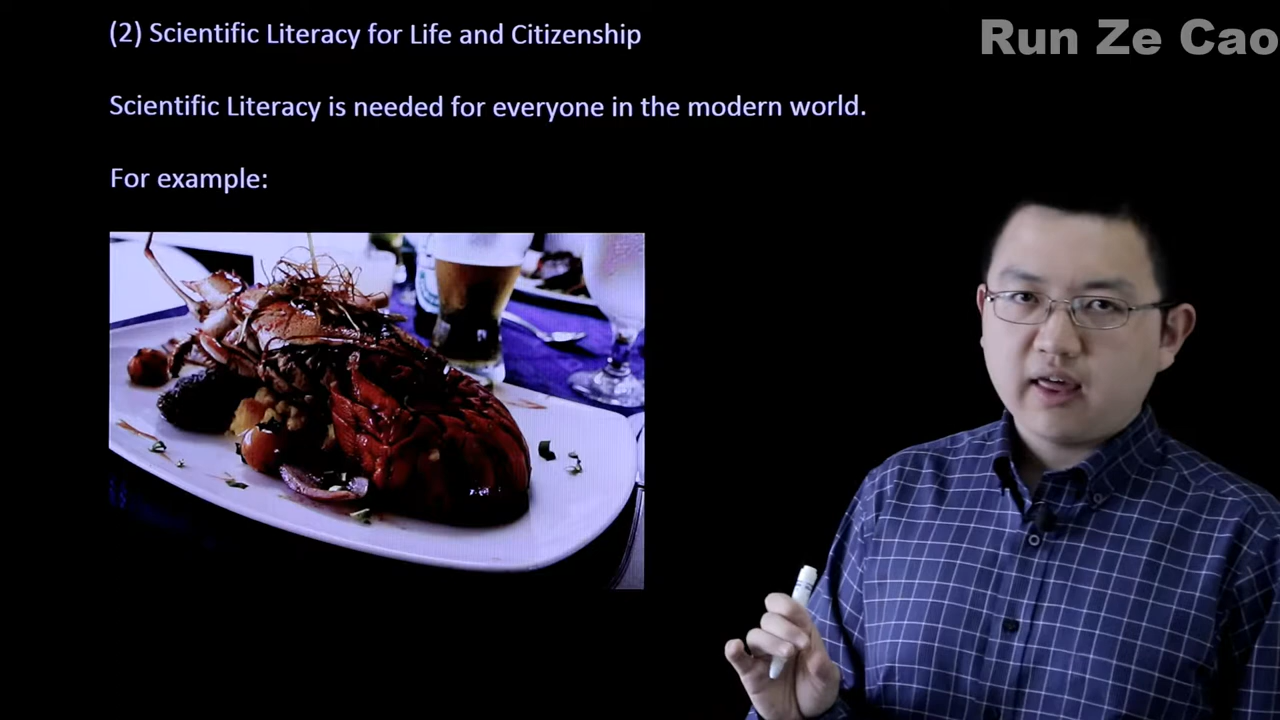 (2) Scientific Literacy for Life and Citizenship
Run Ze Cao
Scientific Literacy is needed for everyone in the modern world.
For example: